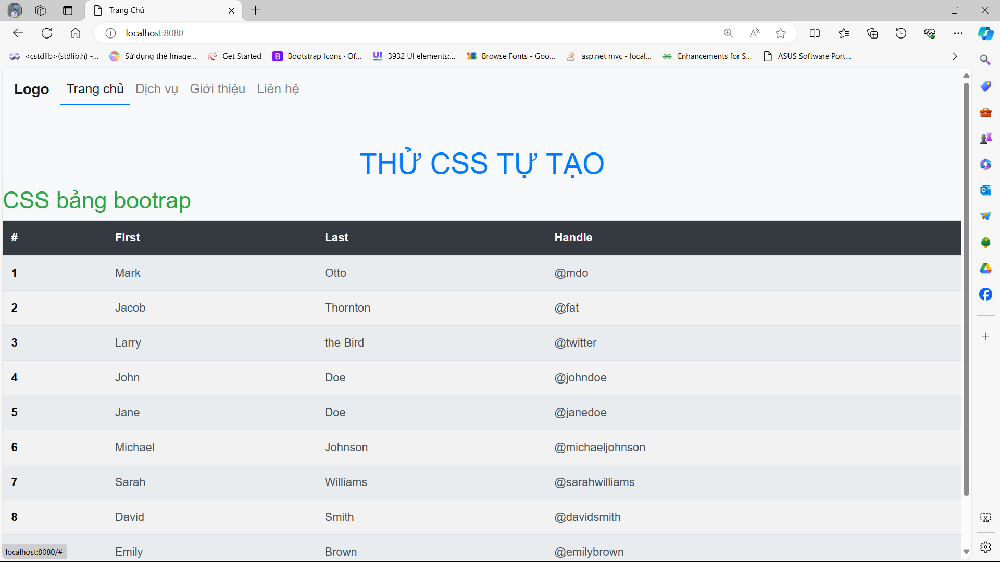 Trang Chủ
localhost:8080
<cstdlib>(stdlib.h) -... Sử dụng thẻ Image... Get Started Bootstrap Icons · Of... 3932 UI elements:... Browse Fonts - Goo... asp.net mvc - local... Enhancements for S... ASUS Software Port...
Logo Trang chủ Dịch vụ Giới thiệu Liên hệ
THỬ CSS TỰ TẠO
CSS bảng bootrap
# First Last Handle
1 Mark Otto @mdo
2 Jacob Thornton @fat
3 Larry the Bird @twitter
4 John Doe @johndoe
5 Jane Doe @janedoe
6 Michael Johnson @michaeljohnson
7 Sarah Williams @sarahwilliams
8 David Smith @davidsmith
Emily Brown @emilybrown
localhost:8080/#